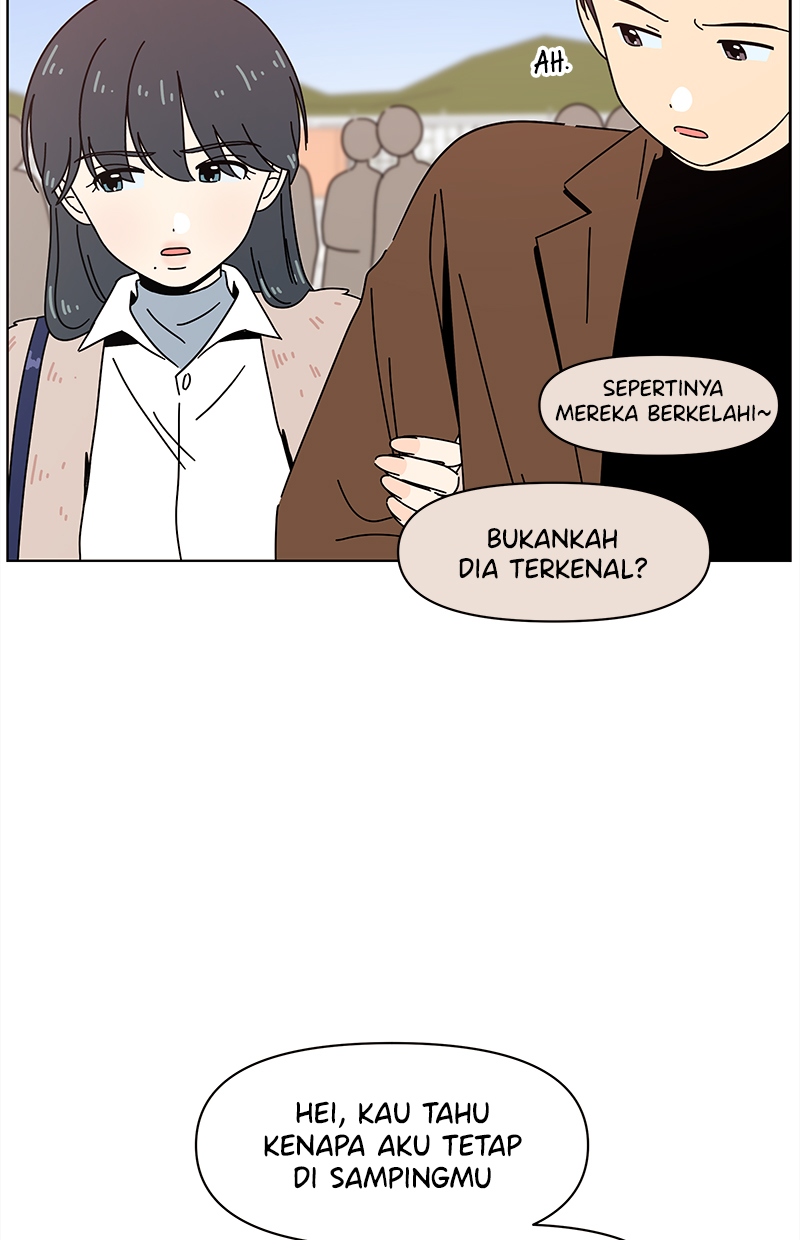 AH.
SEPERTINYA
MEREKA BERKELAHI~
BUKANKAH
DIA TERKENAL?
HEI, KAU TAHU
KENAPA AKU TETAP
DI SAMPINGMU